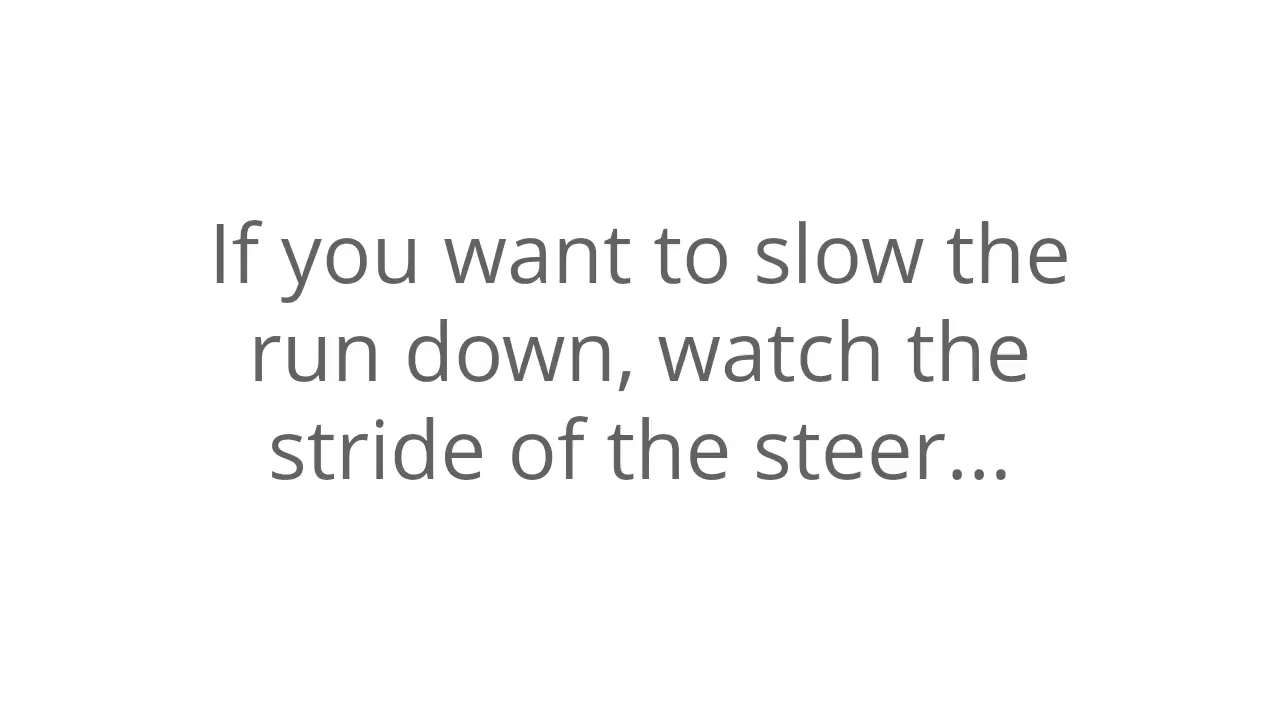 If you want to slow the
run down, watch the
stride of the steer...